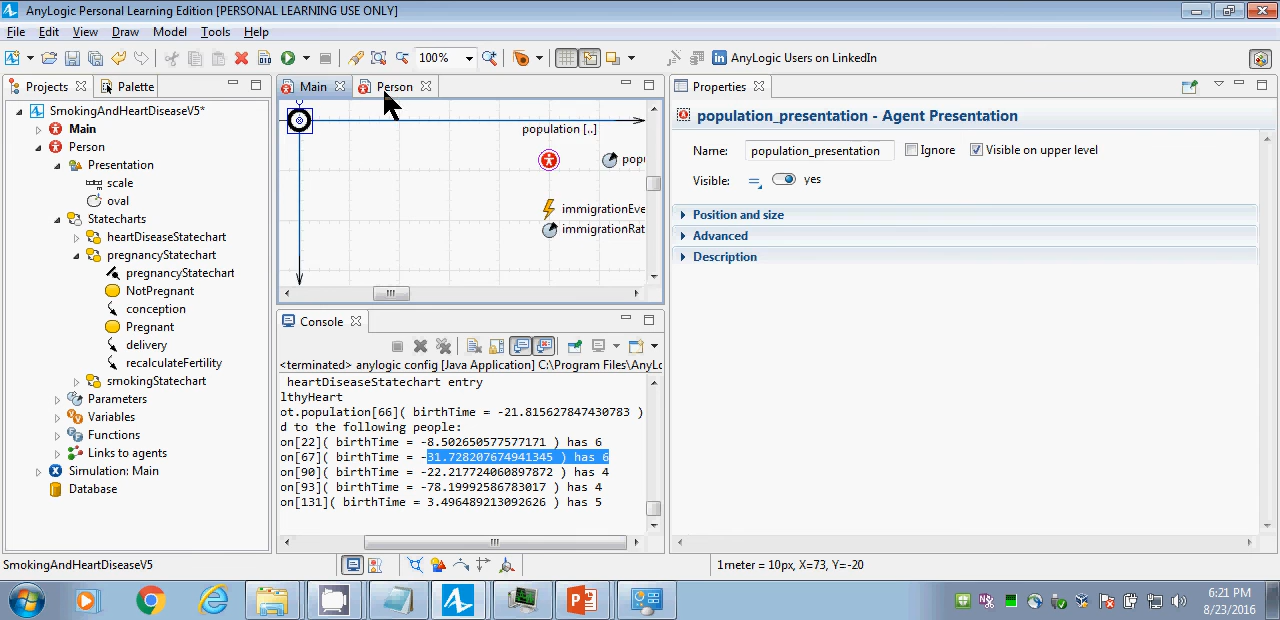 AnyLogic Personal Learning Edition [PERSONAL LEARNING USE ONLY]
File Edit View Draw Model Tools Help
100% AnyLogic Users on LinkedIn
Projects Palette
SmokingAndHeartDiseaseV5*
Main
Person
Presentation
scale
oval
Statecharts
heartDiseaseStatechart
pregnancyStatechart
pregnancyStatechart
NotPregnant
conception
Pregnant
delivery
recalculateFertility
smokingStatechart
Parameters
Variables
Functions
Links to agents
Simulation: Main
Database
Main Person
population [..]
popu
immigrationEve
immigrationRat
Console
<terminated> anylogic config [Java Application] C:\Program Files\AnyLo
heartDiseaseStatechart entry
lthyHeart
ot.population[66]( birthTime = -21.815627847430783 )
d to the following people:
on[22]( birthTime = -8.502650577577171 ) has 6
on[67]( birthTime = -31.728207674941345 ) has 6
on[90]( birthTime = -22.217724060897872 ) has 4
on[93]( birthTime = -78.19992586783017 ) has 4
on[131]( birthTime = 3.496489213092626 ) has 5
Properties
population_presentation - Agent Presentation
Name: population_presentation Ignore Visible on upper level
Visible: yes
Position and size
Advanced
Description
SmokingAndHeartDiseaseV5
1meter = 10px, X=73, Y=-20
6:21 PM
8/23/2016